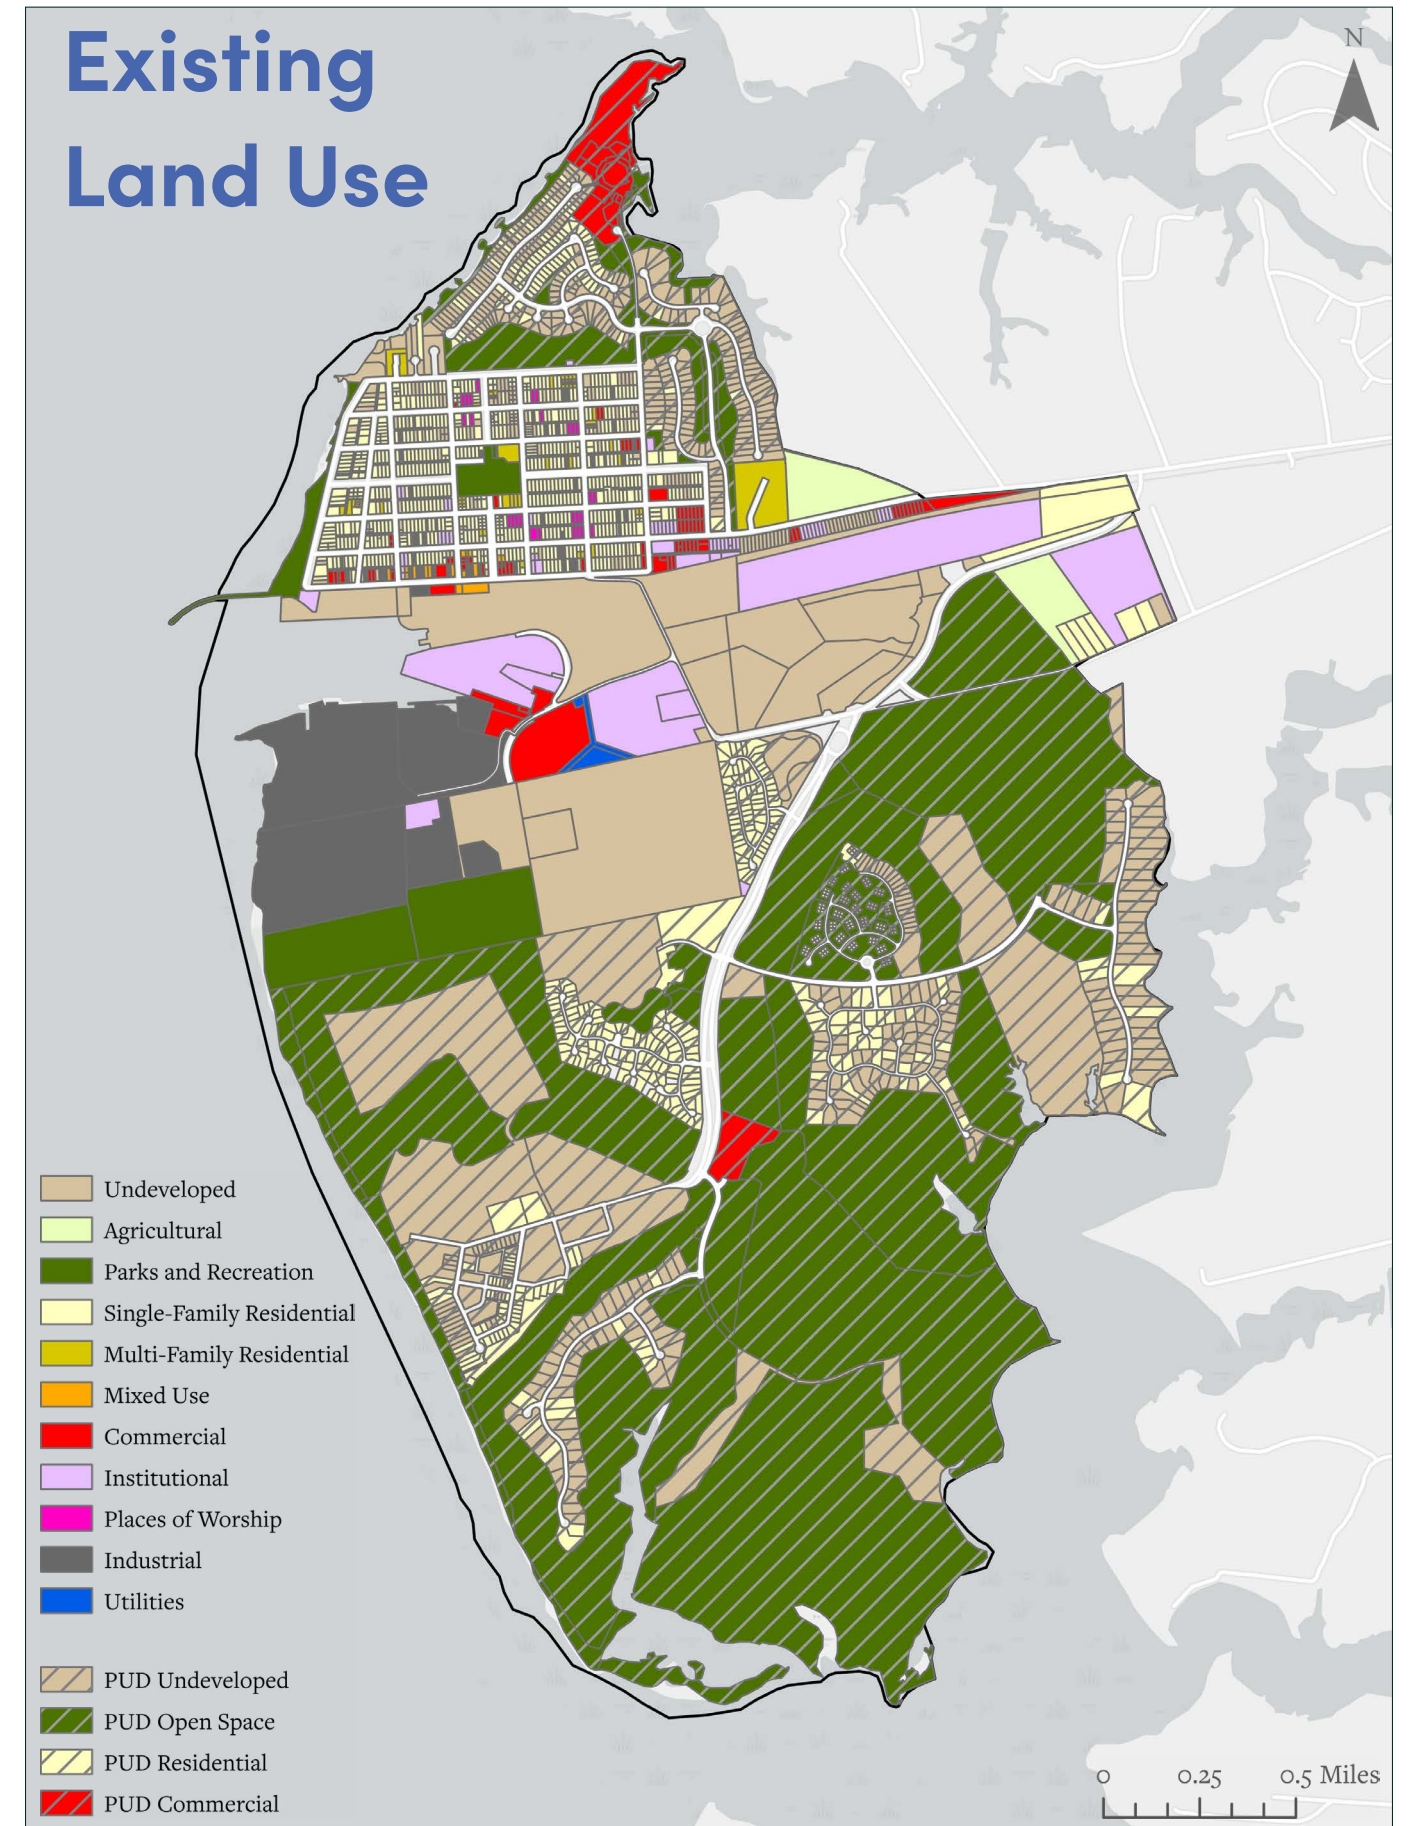 Existing
Land Use
N
Undeveloped
Agricultural
Parks and Recreation
Single-Family Residential
Multi-Family Residential
Mixed Use
Commercial
Institutional
Places of Worship
Industrial
Utilities
PUD Undeveloped
PUD Open Space
PUD Residential
PUD Commercial
0 0.25 0.5 Miles